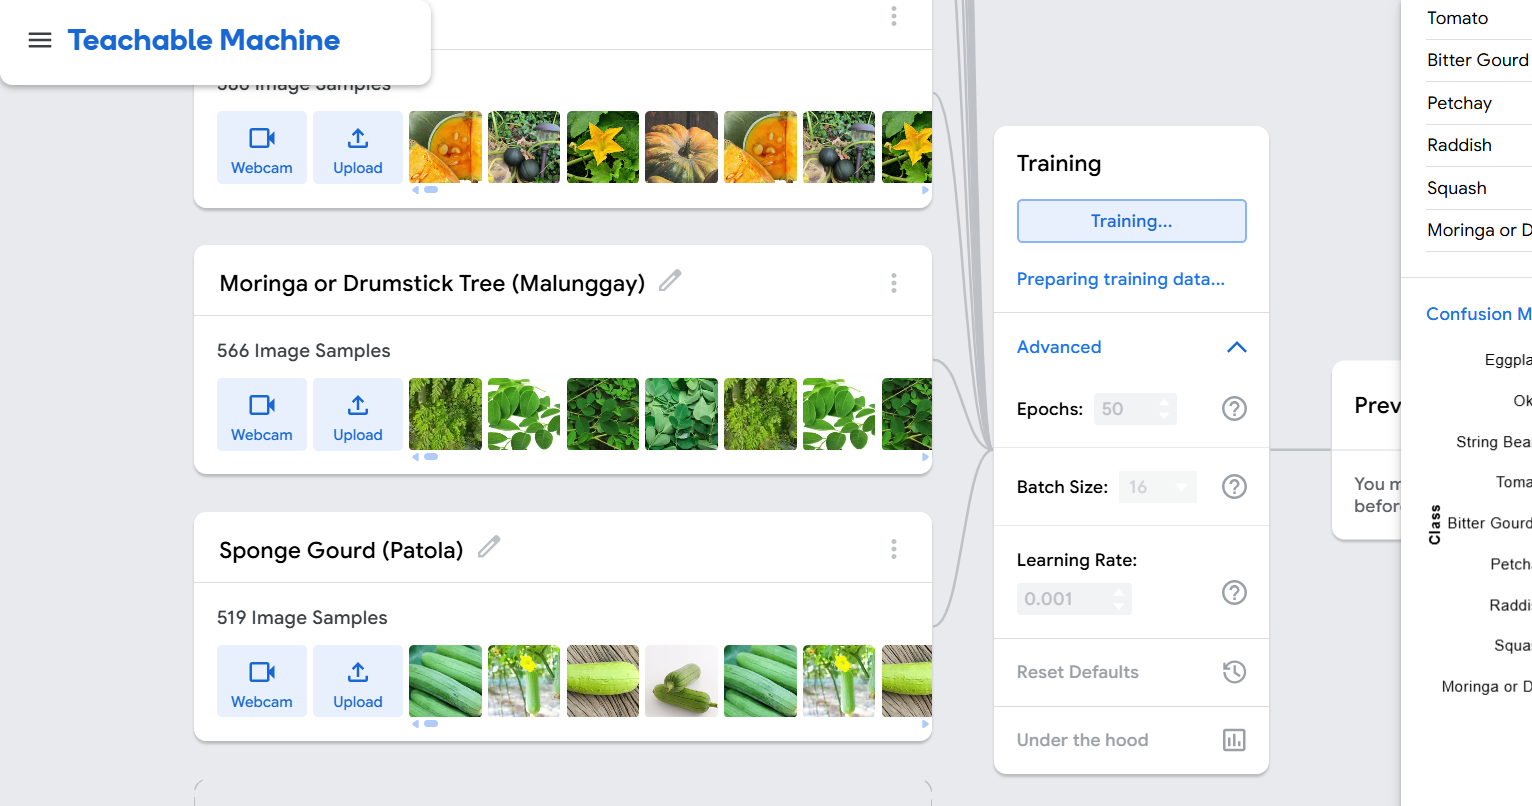 Teachable Machine
Image Samples
Webcam
Upload
Moringa or Drumstick Tree (Malunggay)
566 Image Samples
Webcam
Upload
Sponge Gourd (Patola)
519 Image Samples
Webcam
Upload
Training
Training...
Preparing training data...
Advanced
Epochs: 50
Batch Size: 16
Learning Rate:
0.001
Reset Defaults
Under the hood
Prev
You m
befor
Tomato
Bitter Gourd
Petchay
Raddish
Squash
Moringa or D
Confusion M
Class
Eggpla
Ok
String Bea
Toma
Bitter Gourd
Petch
Raddi
Squa
Moringa or D